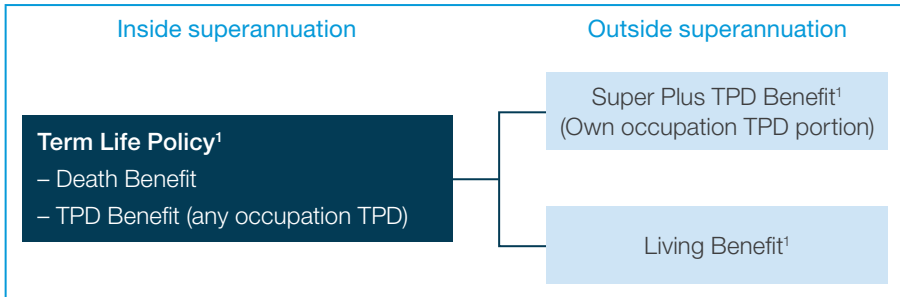 Inside superannuation
Outside superannuation
Term Life Policy¹
– Death Benefit
– TPD Benefit (any occupation TPD)
Super Plus TPD Benefit¹
(Own occupation TPD portion)
Living Benefit¹